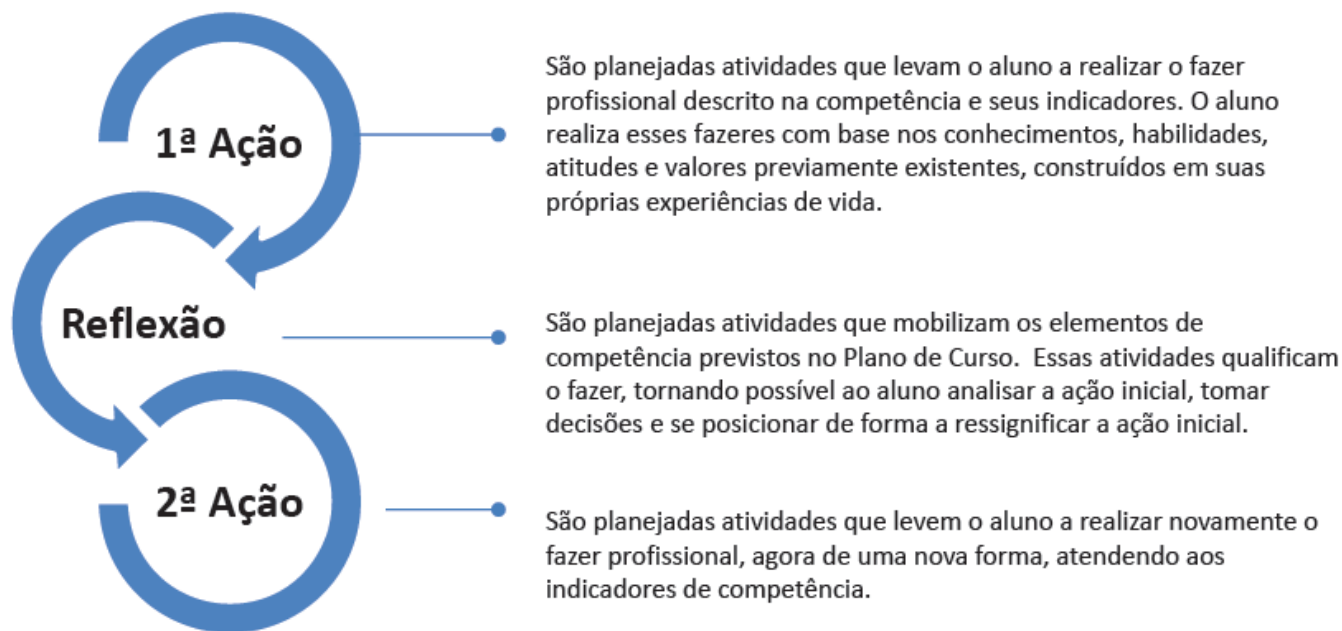 1ª Ação
São planejadas atividades que levam o aluno a realizar o fazer
profissional descrito na competência e seus indicadores. O aluno
realiza esses fazeres com base nos conhecimentos, habilidades,
atitudes e valores previamente existentes, construídos em suas
próprias experiências de vida.
Reflexão
São planejadas atividades que mobilizam os elementos de
competência previstos no Plano de Curso. Essas atividades qualificam
o fazer, tornando possível ao aluno analisar a ação inicial, tomar
decisões e se posicionar de forma a ressignificar a ação inicial.
2ª Ação
São planejadas atividades que levem o aluno a realizar novamente o
fazer profissional, agora de uma nova forma, atendendo aos
indicadores de competência.